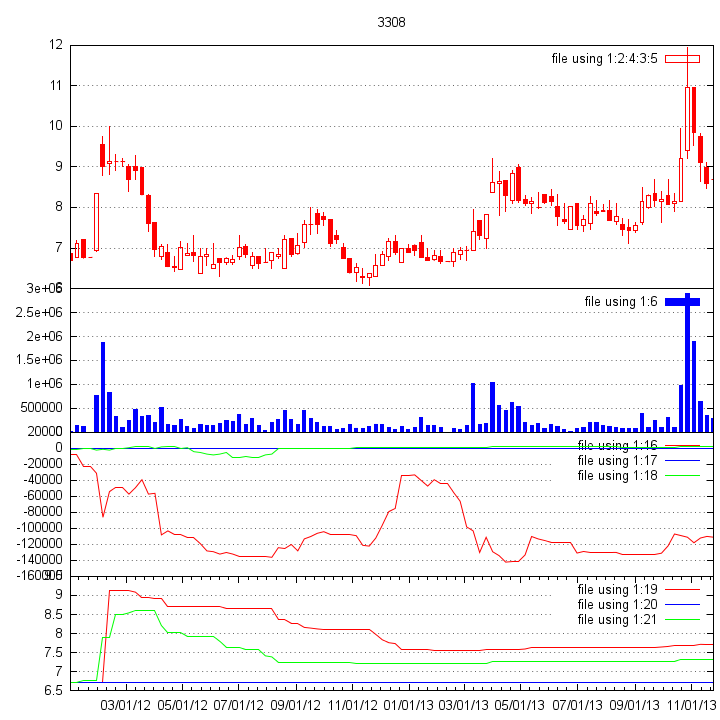 3308
12
file using 1:2:4:3:5
11
10
9
8
7
6
3e+06
file using 1:6
2.5e+06
2e+06
1.5e+06
1e+06
500000
20000
file using 1:16
0
file using 1:17
-20000
file using 1:18
-40000
-60000
-80000
-100000
-120000
-140000
-160000
9.5
file using 1:19
9
file using 1:20
8.5
file using 1:21
8
7.5
7
6.5
03/01/12 05/01/12 07/01/12 09/01/12 11/01/12 01/01/13 03/01/13 05/01/13 07/01/13 09/01/13 11/01/13